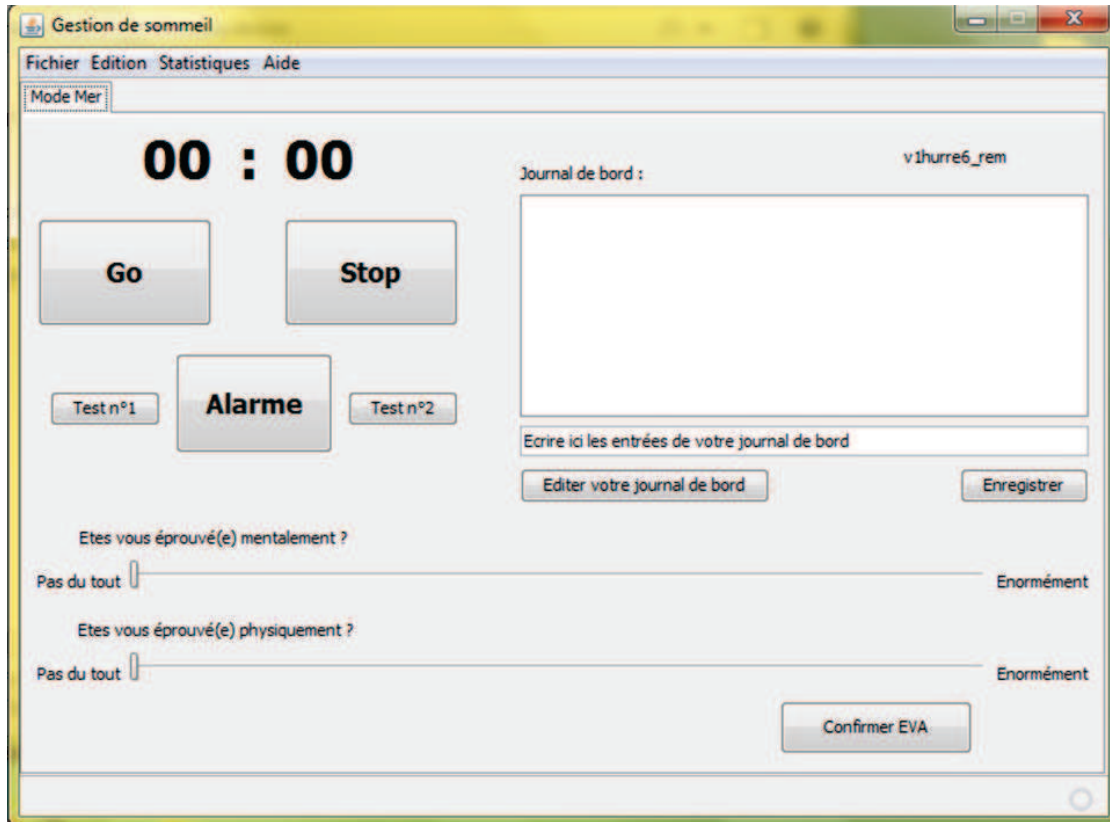 Gestion de sommeil
Fichier Edition Statistiques Aide
Mode Mer
00 : 00
v1hurre6_rem
Journal de bord :
Go
Stop
Test n°1
Alarme
Test n°2
Ecrire ici les entrées de votre journal de bord
Editer votre journal de bord
Enregistrer
Etes vous éprouvé(e) mentalement ?
Pas du tout
Enormément
Etes vous éprouvé(e) physiquement ?
Pas du tout
Enormément
Confirmer EVA